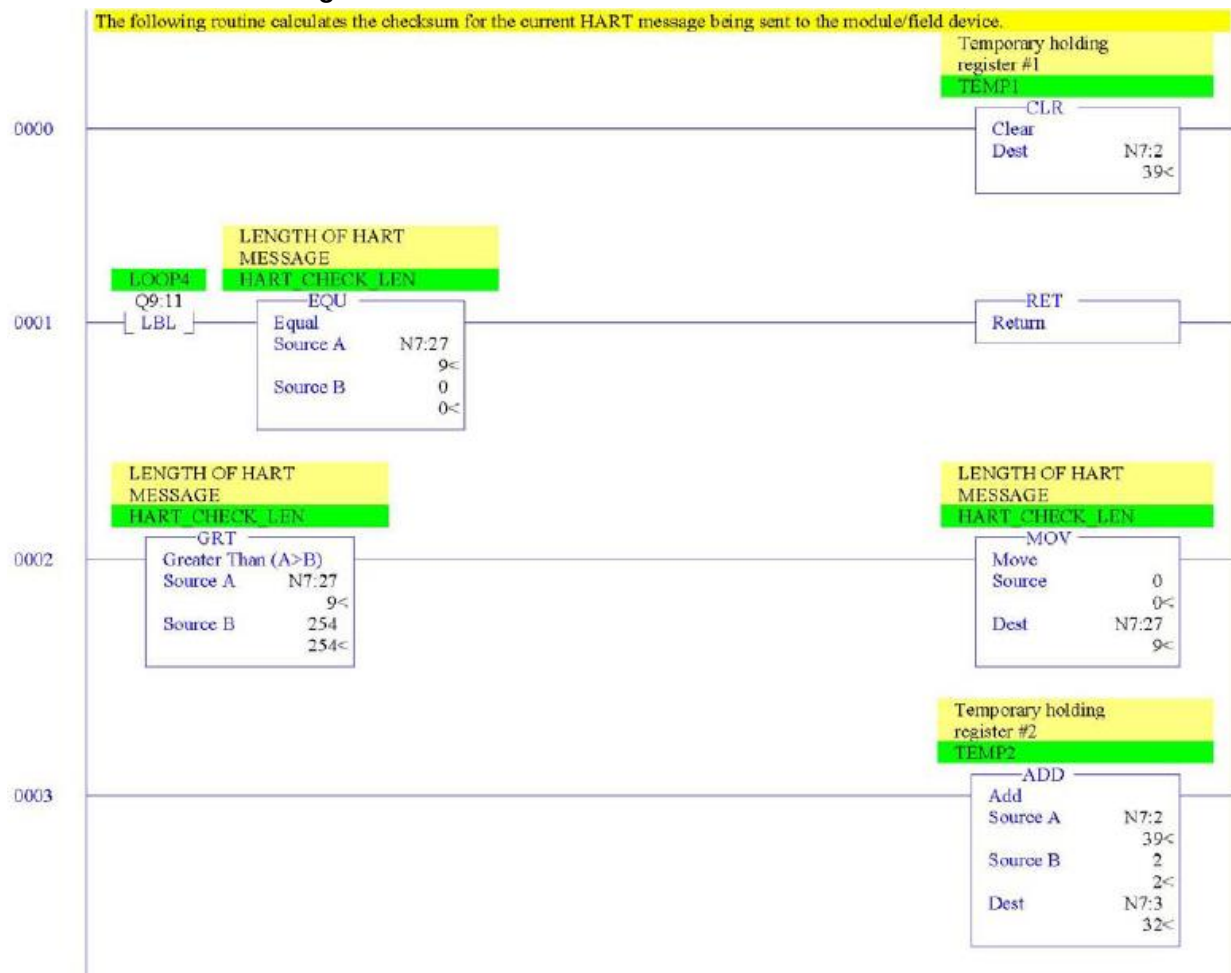 The following routine calculates the checksum for the current HART message being sent to the module/field device.
Temporary holding
register #1
TEMP1
CLR
0000
Clear
Dest N7:2
39<
LENGTH OF HART
MESSAGE
LOOP4 HART_CHECK_LEN
Q9:11 EQU RET
0001 LBL Equal Return
Source A N7:27
9<
Source B 0
0<
LENGTH OF HART
MESSAGE
HART_CHECK_LEN
GRT
0002
Greater Than (A>B)
Source A N7:27
9<
Source B 254
254<
LENGTH OF HART
MESSAGE
HART_CHECK_LEN
MOV
Move
Source 0
0<
Dest N7:27
9<
Temporary holding
register #2
TEMP2
ADD
0003
Add
Source A N7:2
39<
Source B 2
2<
Dest N7:3
32<